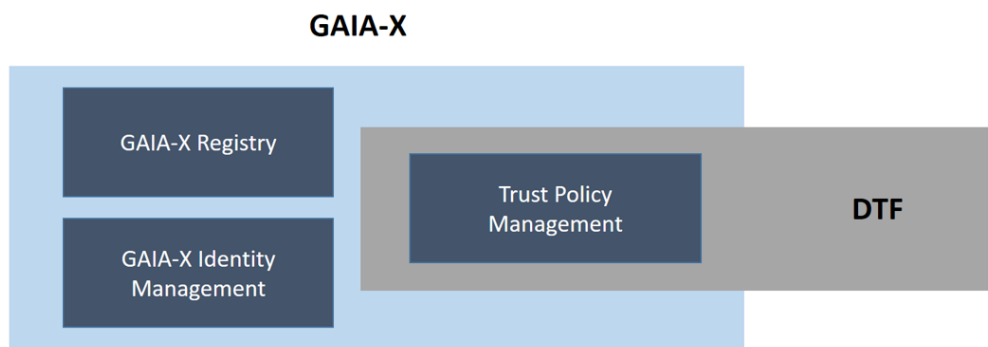 GAIA-X
GAIA-X Registry
GAIA-X Identity
Management
Trust Policy
Management
DTF